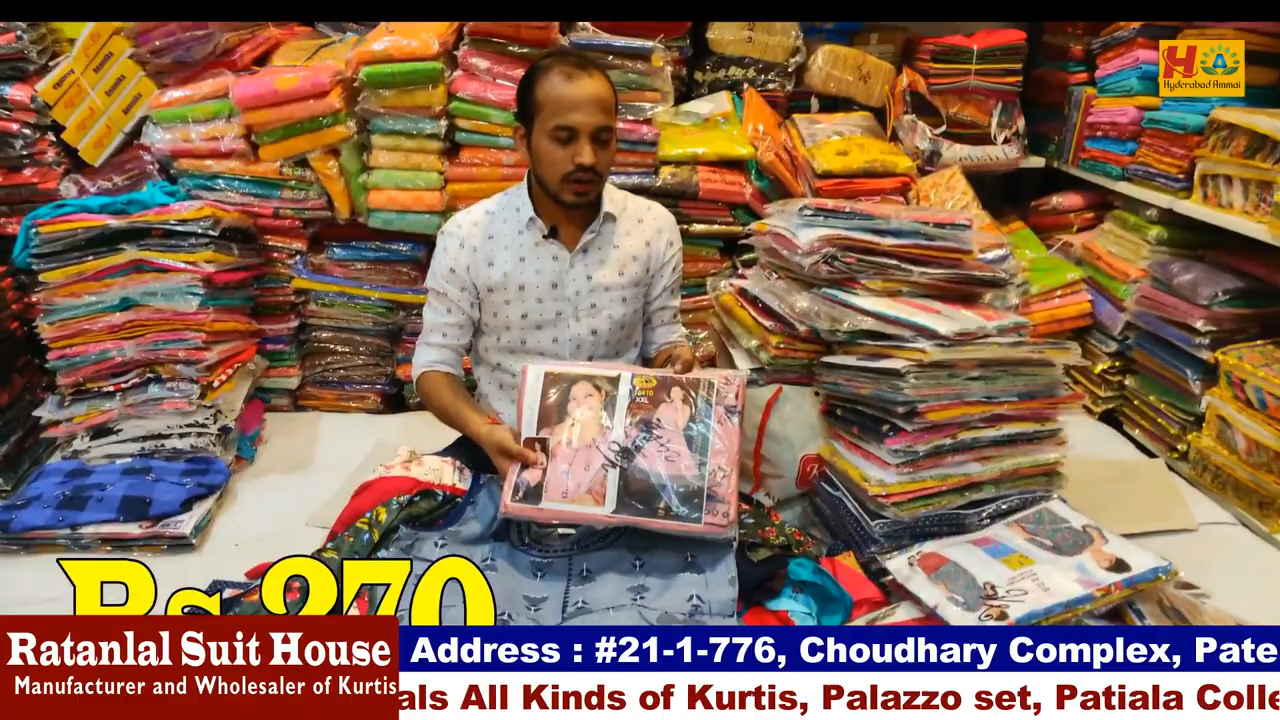 H
Hyderabad Ammai
XXL
Rs.270
Ratanlal Suit House
Manufacturer and Wholesaler of Kurtis
Address : #21-1-776, Choudhary Complex, Pate
als All Kinds of Kurtis, Palazzo set, Patiala Colle